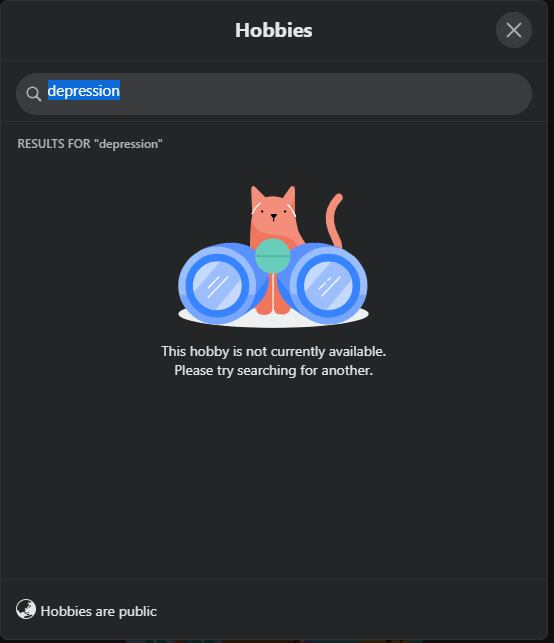 Hobbies
depression
RESULTS FOR "depression"
This hobby is not currently available.
Please try searching for another.
Hobbies are public